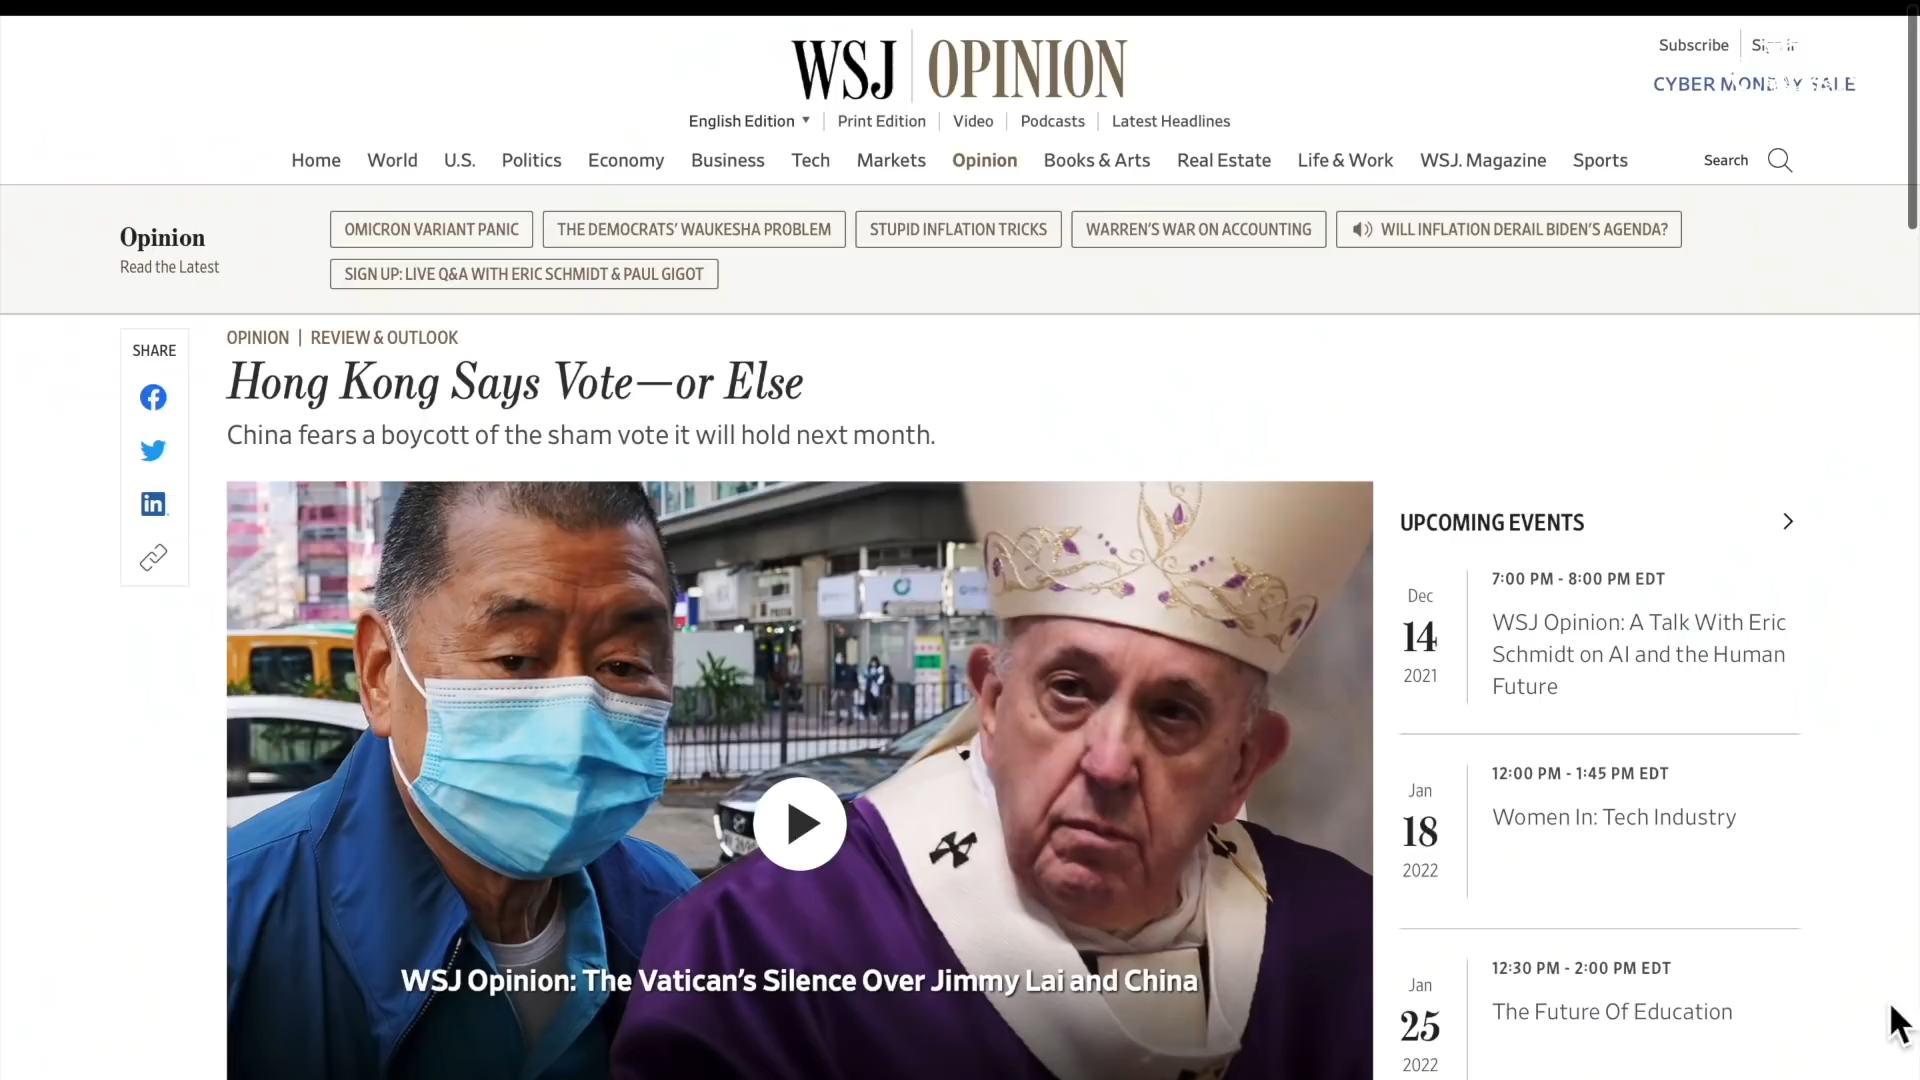 WSJ OPINION
Subscribe
CYBER MONDAY SALE
English Edition
Print Edition
Video
Podcasts
Latest Headlines
Home World U.S. Politics Economy Business Tech Markets Opinion Books & Arts Real Estate Life & Work WSJ. Magazine Sports
Search
Opinion
Read the Latest
OMICRON VARIANT PANIC
THE DEMOCRATS' WAUKESHA PROBLEM
STUPID INFLATION TRICKS
WARREN'S WAR ON ACCOUNTING
WILL INFLATION DERAIL BIDEN'S AGENDA?
SIGN UP: LIVE Q&A WITH ERIC SCHMIDT & PAUL GIGOT
SHARE
OPINION | REVIEW & OUTLOOK
Hong Kong Says Vote—or Else
China fears a boycott of the sham vote it will hold next month.
WSJ Opinion: The Vatican's Silence Over Jimmy Lai and China
UPCOMING EVENTS
Dec
14
2021
7:00 PM - 8:00 PM EDT
WSJ Opinion: A Talk With Eric
Schmidt on AI and the Human
Future
Jan
18
2022
12:00 PM - 1:45 PM EDT
Women In: Tech Industry
Jan
25
2022
12:30 PM - 2:00 PM EDT
The Future Of Education